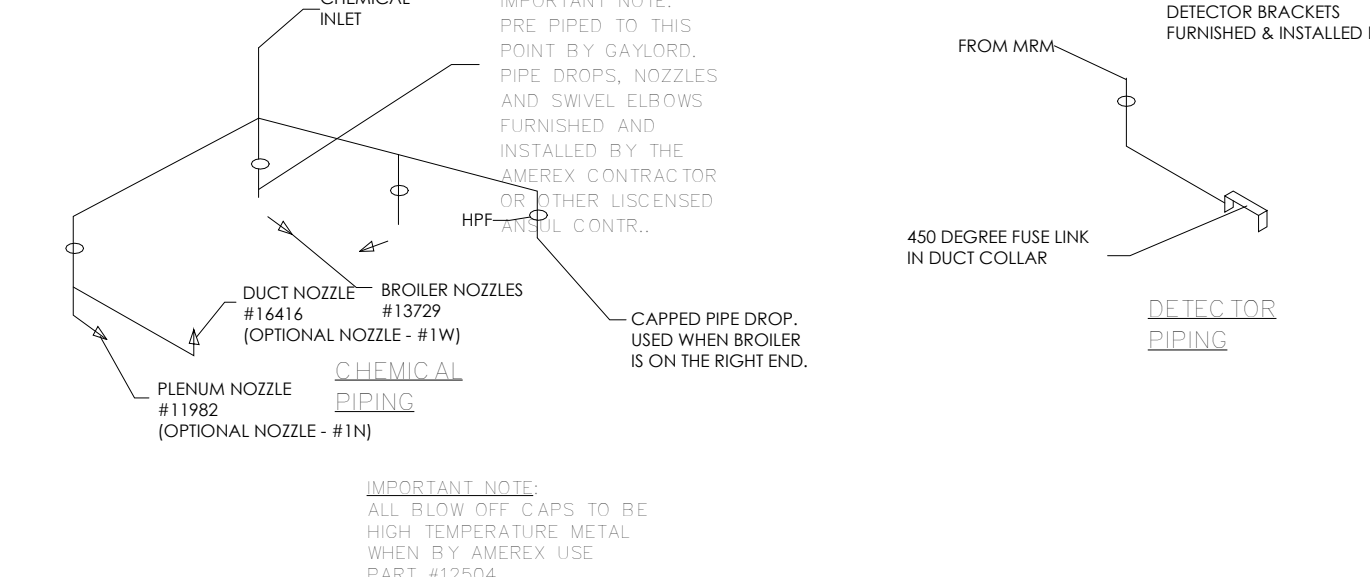 CHEMICAL
INLET
IMPORTANT NOTE:
PRE PIPED TO THIS
POINT BY GAYLORD.
PIPE DROPS, NOZZLES
AND SWIVEL ELBOWS
FURNISHED AND
INSTALLED BY THE
AMEREX CONTRACTOR
OR OTHER LISCENSED
ANSUL CONTR..
HPF
DUCT NOZZLE
#16416
(OPTIONAL NOZZLE - #1W)
BROILER NOZZLES
#13729
CAPPED PIPE DROP.
USED WHEN BROILER
IS ON THE RIGHT END.
PLENUM NOZZLE
#11982
(OPTIONAL NOZZLE - #1N)
CHEMICAL
PIPING
IMPORTANT NOTE:
ALL BLOW OFF CAPS TO BE
HIGH TEMPERATURE METAL
WHEN BY AMEREX USE
PART #12504
DETECTOR BRACKETS
FURNISHED & INSTALLED
FROM MRM
450 DEGREE FUSE LINK
IN DUCT COLLAR
DETECTOR
PIPING